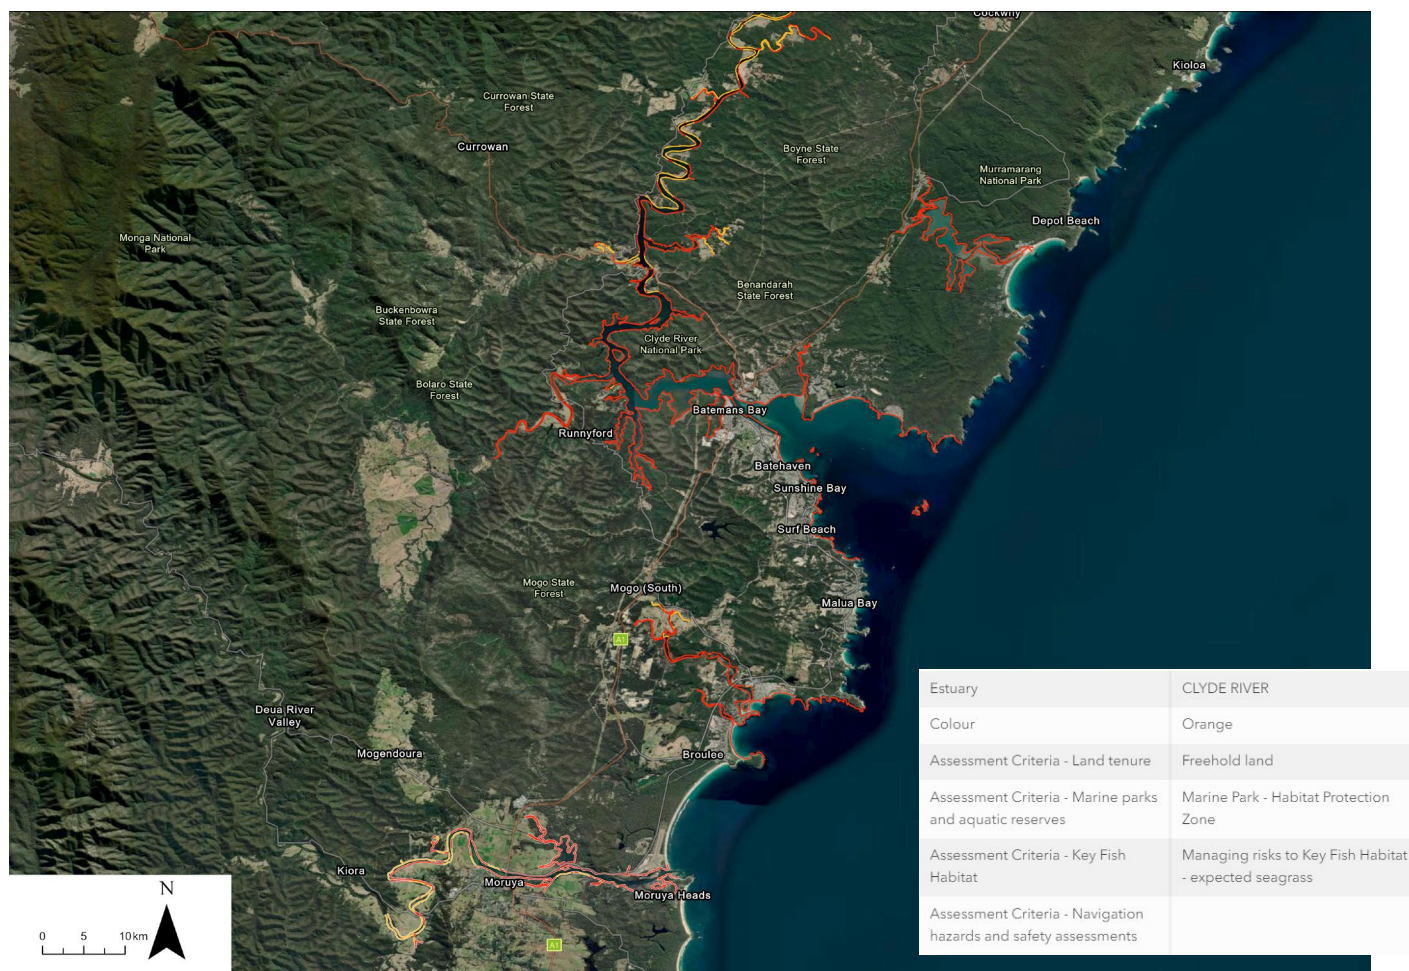 Cockwhy
Kioloa
Currowan State
Forest
Currowan
Boyne State
Forest
Murramarang
National Park
Depot Beach
Monga National
Park
Benandarah
State Forest
Buckenbowra
State Forest
Clyde River
National Park
Bolaro State
Forest
Batemans Bay
Runnyford
Batehaven
Sunshine Bay
Surf Beach
Mogo State
Forest
Mogo (South)
Malua Bay
A1
Deua River
Valley
Mogendoura
Broulee
Kiora
Moruya
Moruya Heads
A1
N
0 5 10km
Estuary CLYDE RIVER
Colour Orange
Assessment Criteria - Land tenure Freehold land
Assessment Criteria - Marine parks Marine Park - Habitat Protection
and aquatic reserves Zone
Assessment Criteria - Key Fish Managing risks to Key Fish Habitat
Habitat - expected seagrass
Assessment Criteria - Navigation
hazards and safety assessments